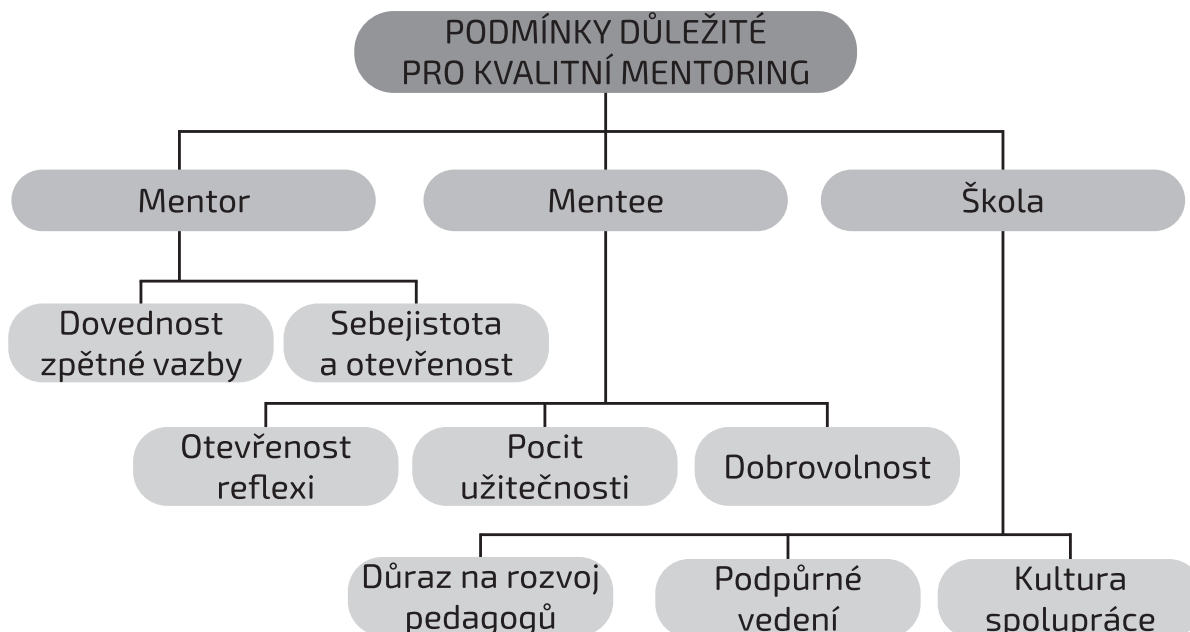 PODMÍNKY DŮLEŽITÉ
PRO KVALITNÍ MENTORING
Mentor
Mentee
Škola
Dovednost
zpětné vazby
Sebejistota
a otevřenost
Otevřenost
reflexi
Pocit
užitečnosti
Dobrovolnost
Důraz na rozvoj
pedagogů
Podpůrné
vedení
Kultura
spolupráce